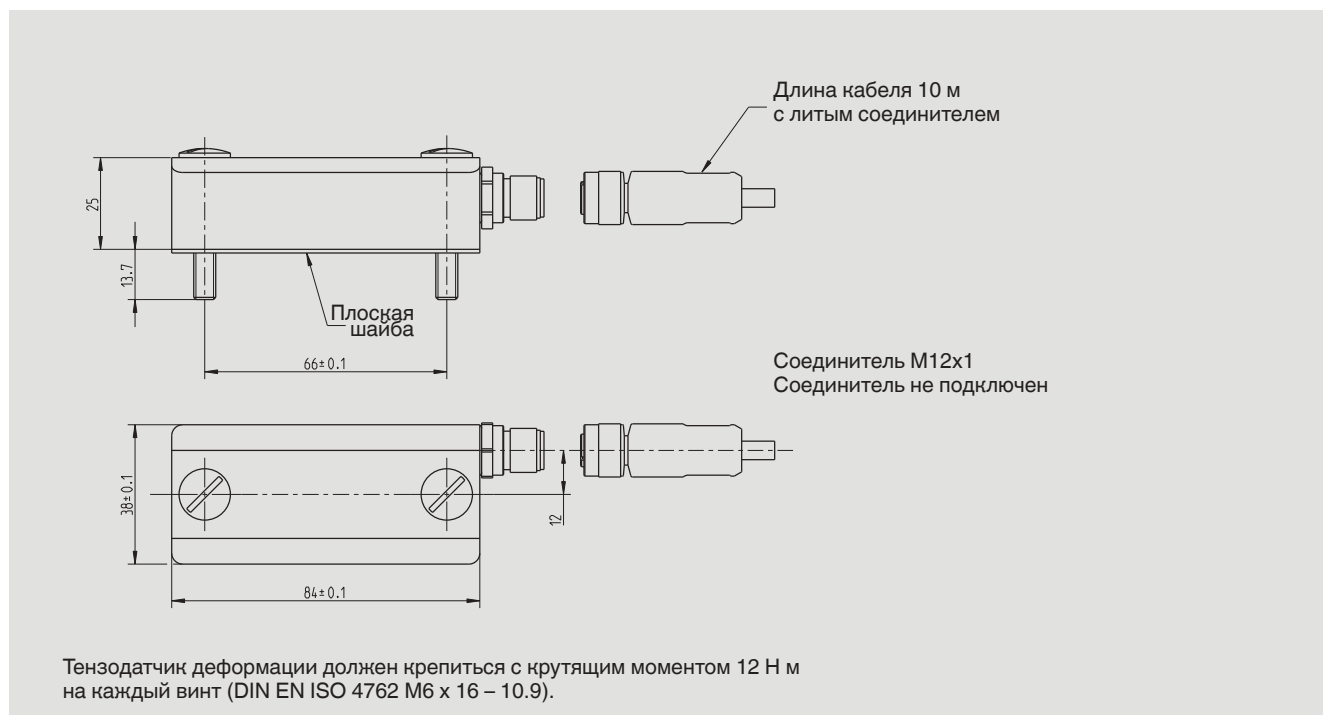 Длина кабеля 10 м
с литым соединителем
25
13.7
Плоская
шайба
66±0.1
Соединитель M12x1
Соединитель не подключен
38±0.1
12
84±0.1
Тензодатчик деформации должен крепиться с крутящим моментом 12 Н м
на каждый винт (DIN EN ISO 4762 M6 x 16 – 10.9).